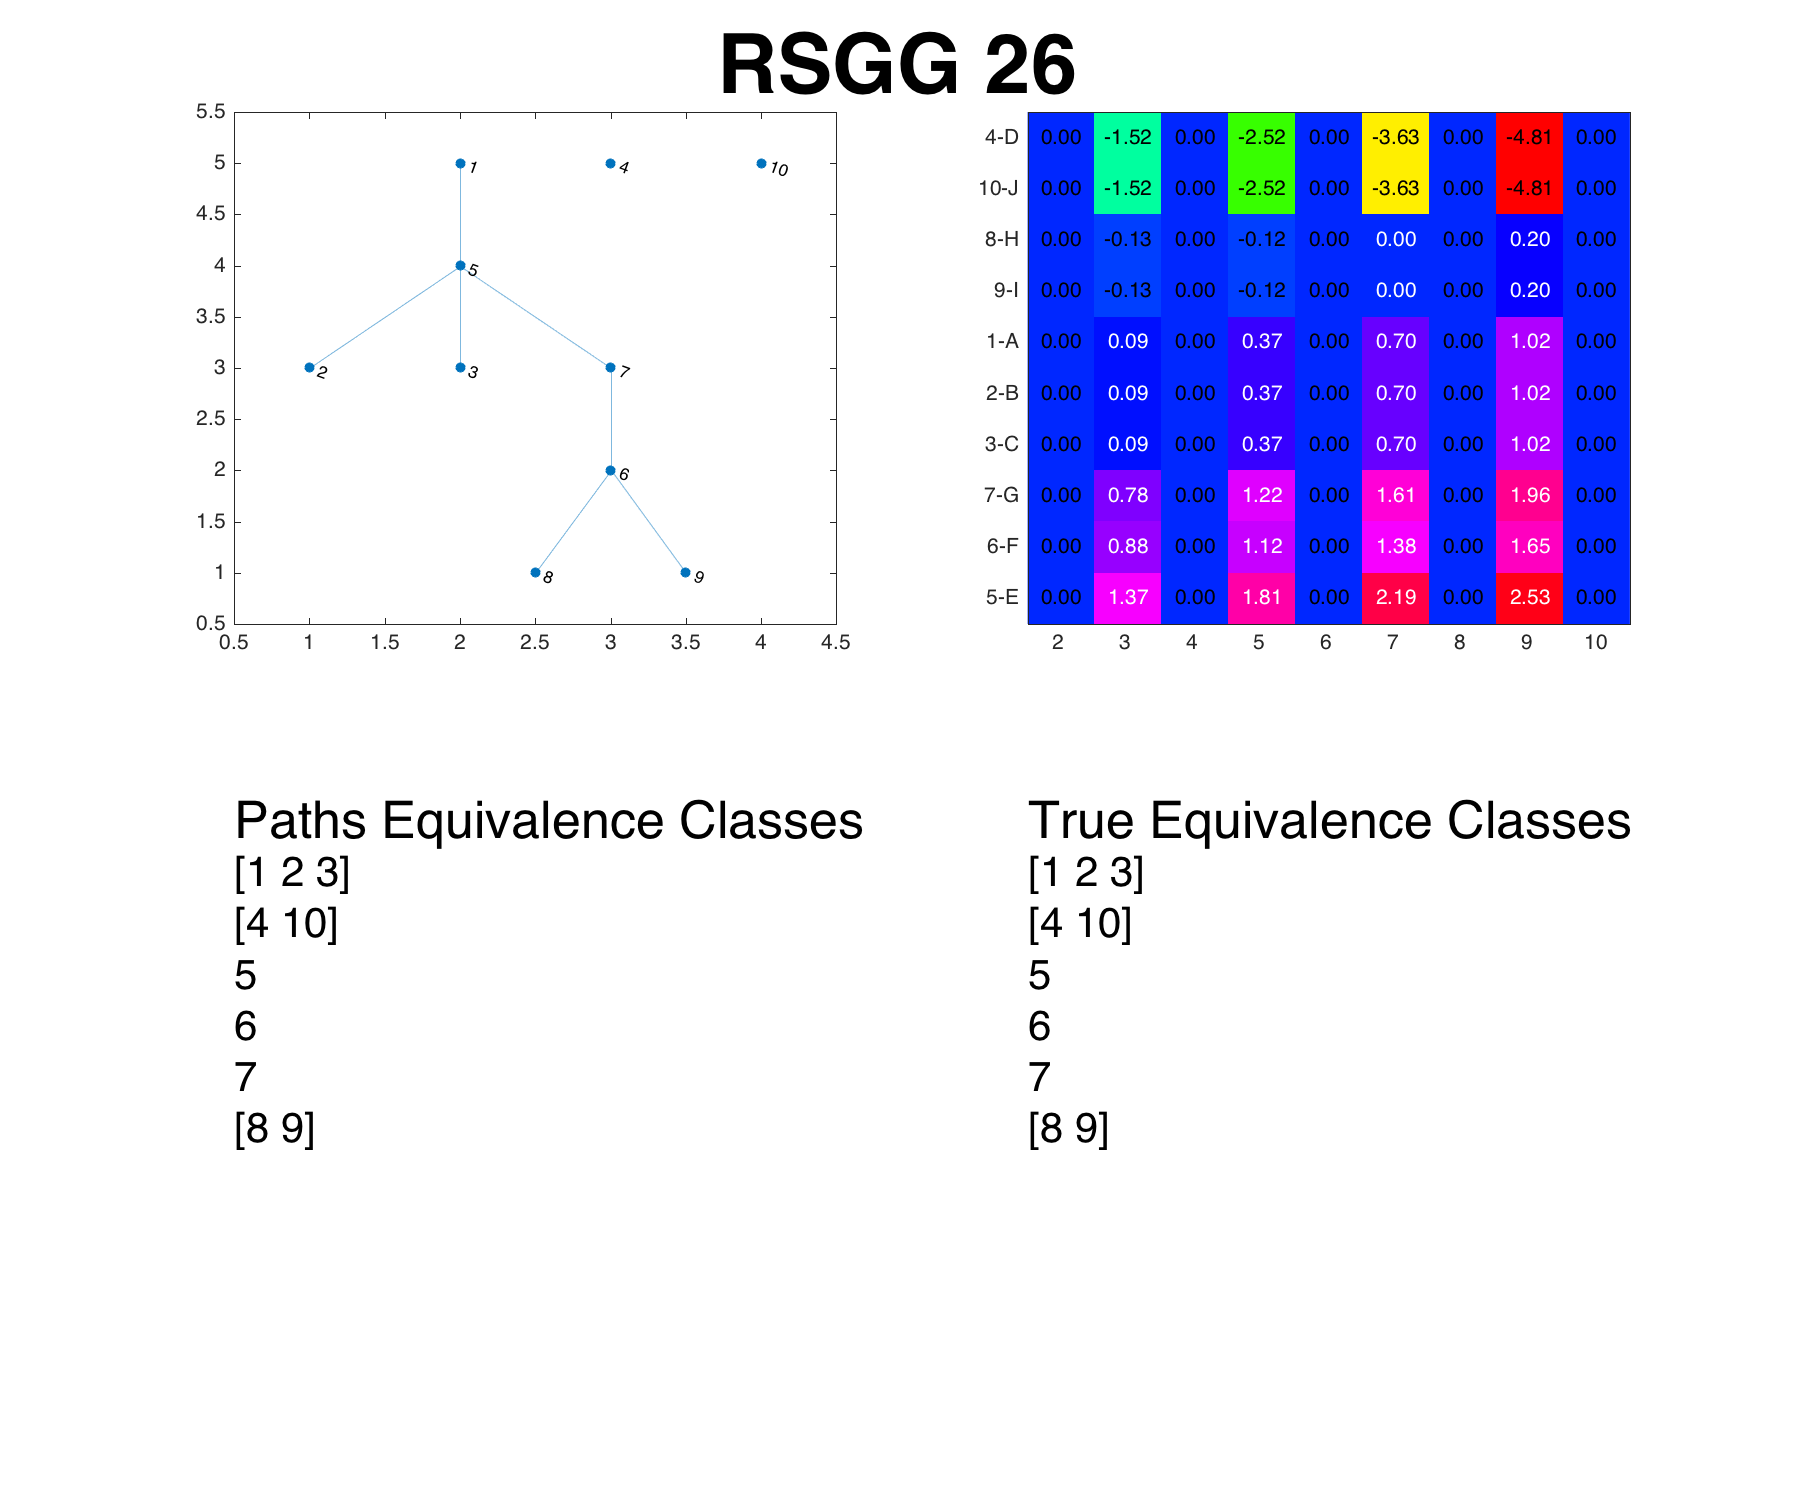 RSGG 26
5.5
5
4.5
4
3.5
3
2.5
2
1.5
1
0.5
0.5 1 1.5 2 2.5 3 3.5 4 4.5
1 4 10
5
2 3 7
6
8 9
4-D 0.00 -1.52 0.00 -2.52 0.00 -3.63 0.00 -4.81 0.00
10-J 0.00 -1.52 0.00 -2.52 0.00 -3.63 0.00 -4.81 0.00
8-H 0.00 -0.13 0.00 -0.12 0.00 0.00 0.00 0.20 0.00
9-I 0.00 -0.13 0.00 -0.12 0.00 0.00 0.00 0.20 0.00
1-A 0.00 0.09 0.00 0.37 0.00 0.70 0.00 1.02 0.00
2-B 0.00 0.09 0.00 0.37 0.00 0.70 0.00 1.02 0.00
3-C 0.00 0.09 0.00 0.37 0.00 0.70 0.00 1.02 0.00
7-G 0.00 0.78 0.00 1.22 0.00 1.61 0.00 1.96 0.00
6-F 0.00 0.88 0.00 1.12 0.00 1.38 0.00 1.65 0.00
5-E 0.00 1.37 0.00 1.81 0.00 2.19 0.00 2.53 0.00
2 3 4 5 6 7 8 9 10
Paths Equivalence Classes
[1 2 3]
[4 10]
5
6
7
[8 9]
True Equivalence Classes
[1 2 3]
[4 10]
5
6
7
[8 9]